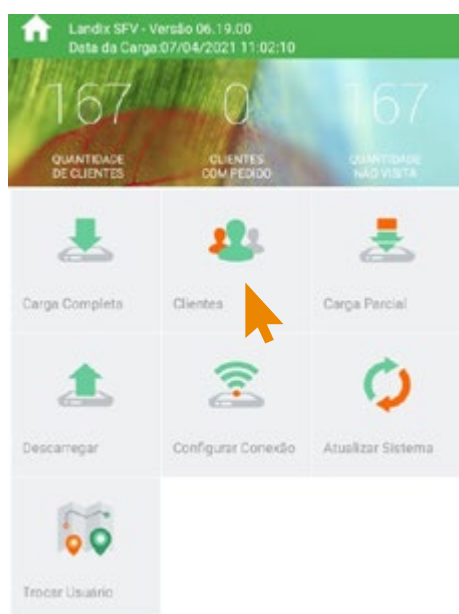 Landix SFV - Versão 06.19.00
Data da Carga:07/04/2021 11:02:10
167
0
167
QUANTIDADE
DE CLIENTES
CLIENTES
COM PEDIDO
QUANTIDADE
NÃO VISITA
Carga Completa
Clientes
Carga Parcial
Descarregar
Configurar Conexão
Atualizar Sistema
Trocar Usuário